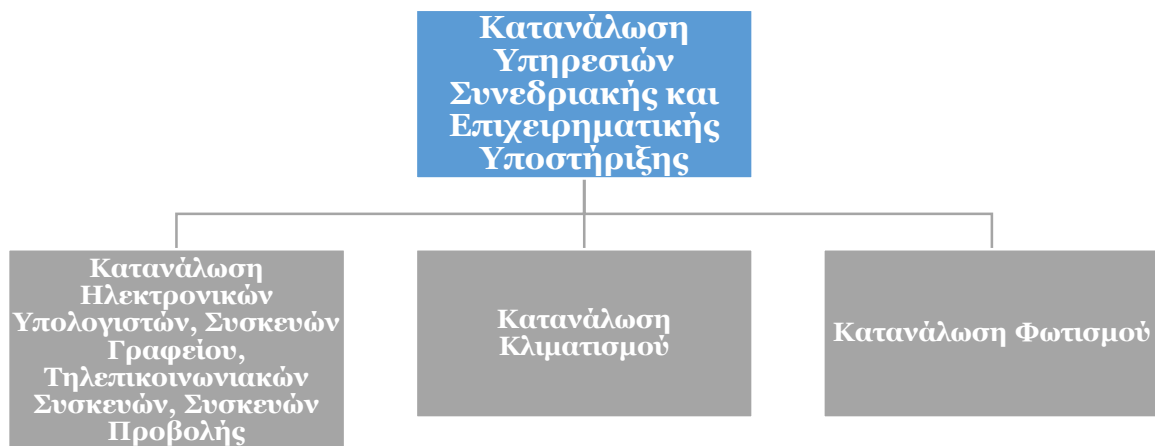 Κατανάλωση
Υπηρεσιών
Συνεδριακής και
Επιχειρηματικής
Υποστήριξης
Κατανάλωση
Ηλεκτρονικών
Υπολογιστών, Συσκευών
Γραφείου,
Τηλεπικοινωνιακών
Συσκευών, Συσκευών
Προβολής
Κατανάλωση
Κλιματισμού
Κατανάλωση Φωτισμού